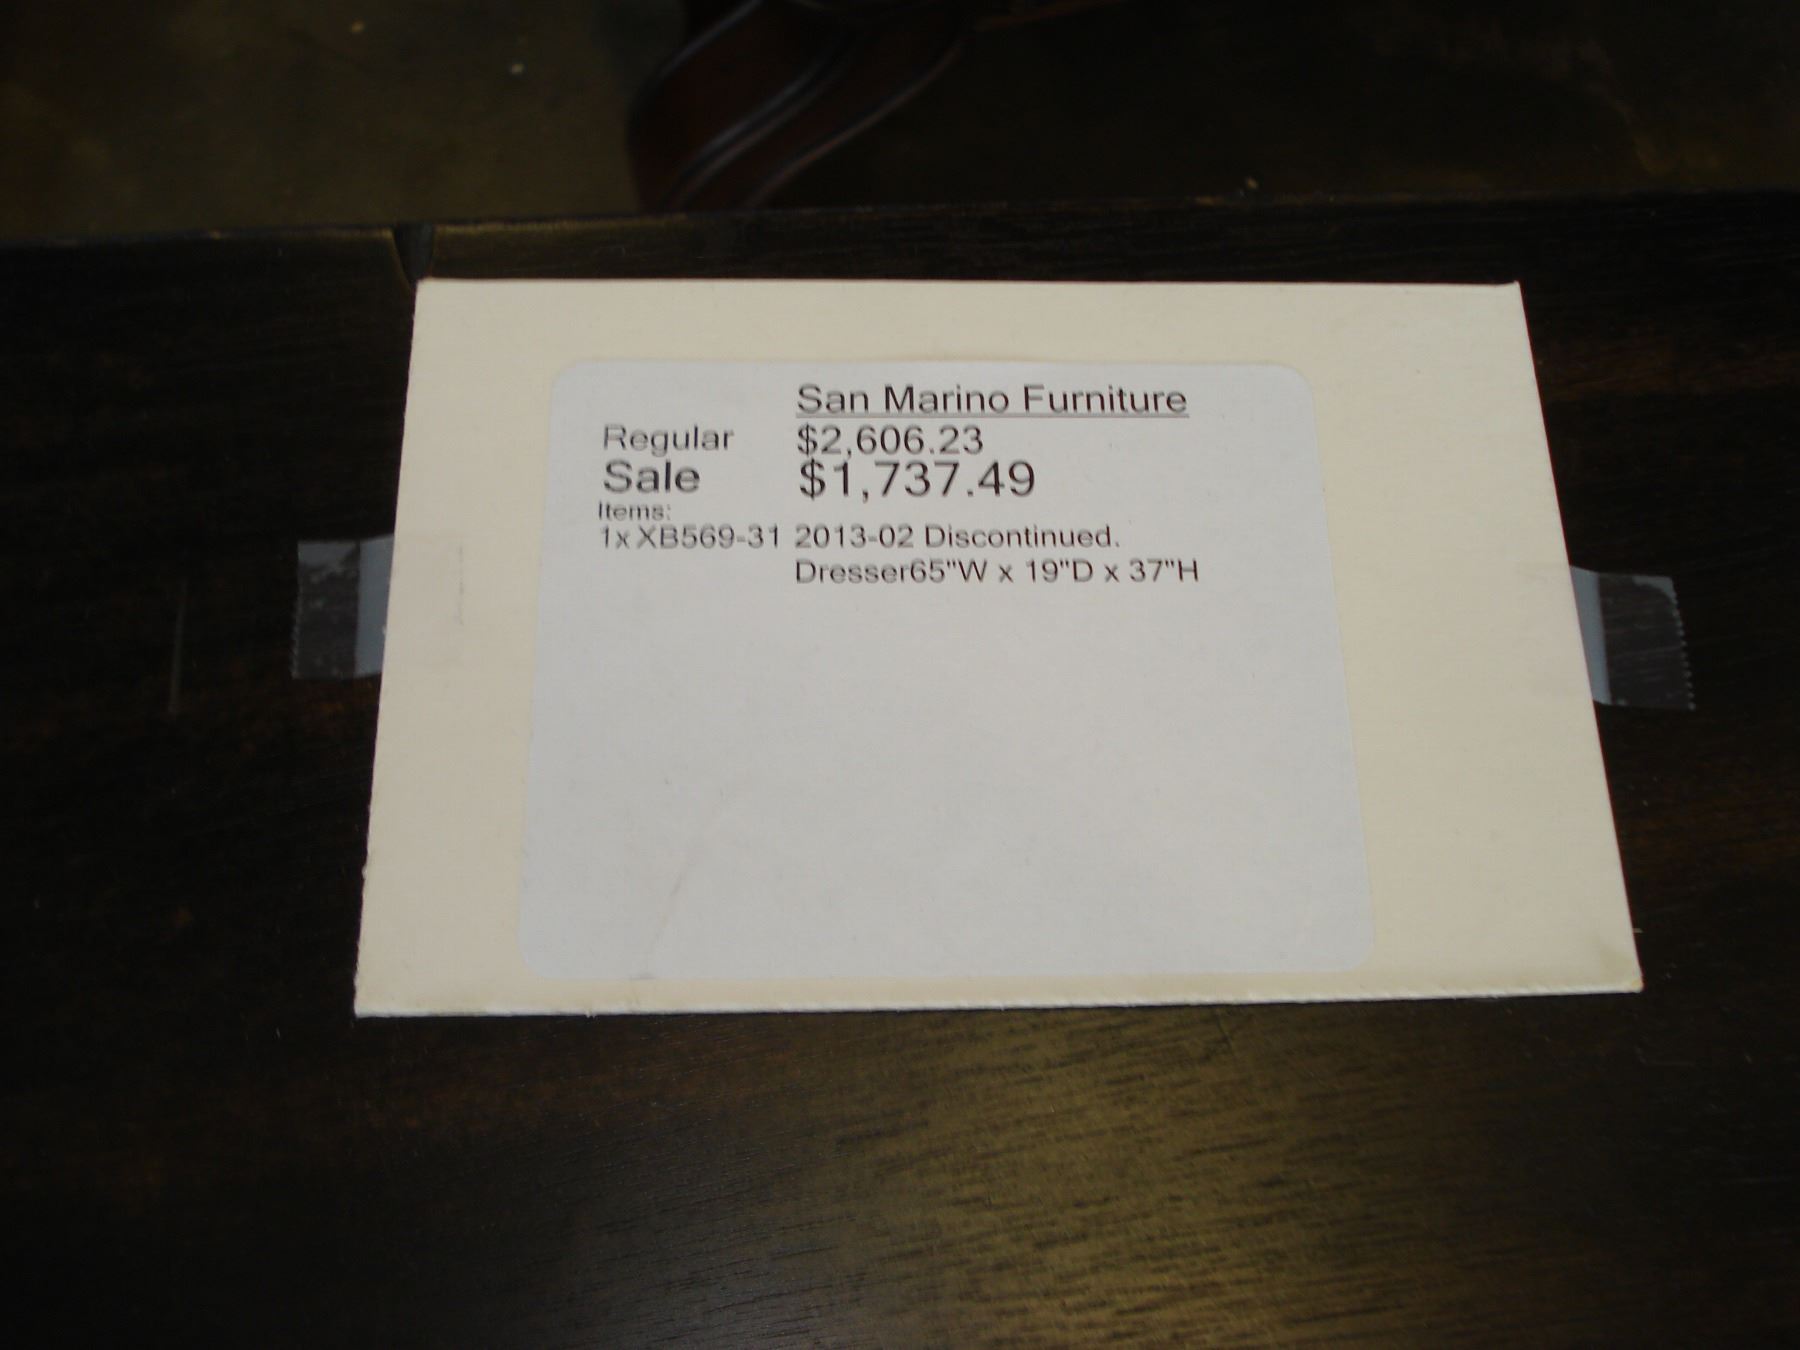 San Marino Furniture
Regular $2,606.23
Sale $1,737.49
Items:
1x XB569-31 2013-02 Discontinued.
Dresser65"W x 19"D x 37"H